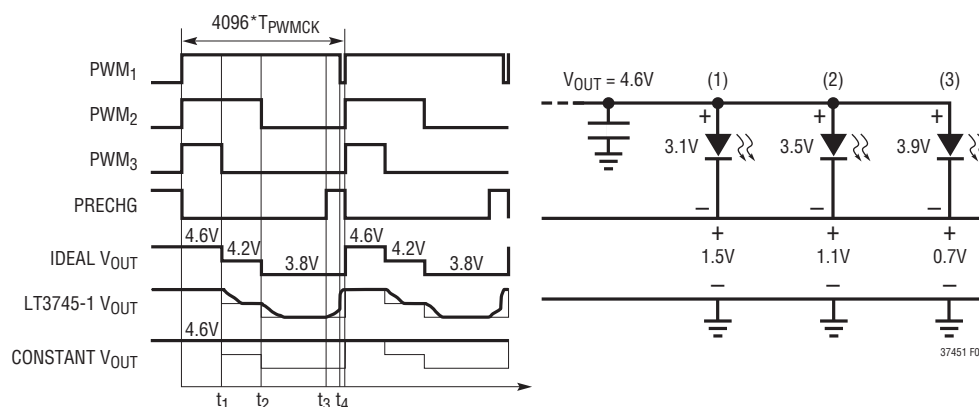 4096*TPWMCK
PWM1
PWM2
PWM3
PRECHG
4.6V 4.2V 3.8V 4.6V 4.2V 3.8V
IDEAL VOUT
LT3745-1 VOUT
4.6V
CONSTANT VOUT
t1 t2 t3 t4
VOUT = 4.6V (1) (2) (3)
+ + +
3.1V 3.5V 3.9V
– – –
+ + +
1.5V 1.1V 0.7V
– – –
37451 F0